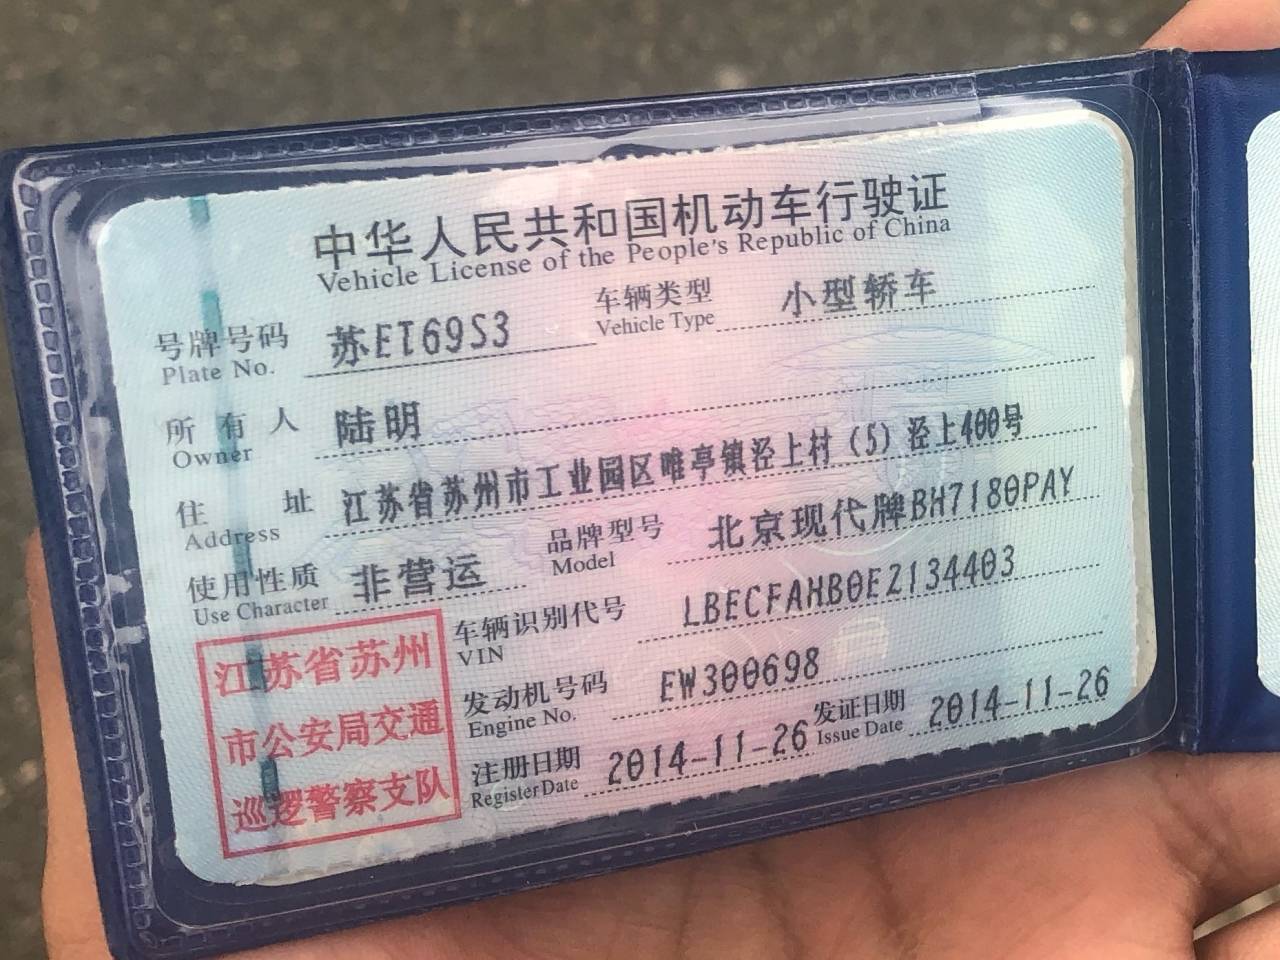 中华人民共和国机动车行驶证
Vehicle License of the People's Republic of China
号牌号码 苏ET69S3 车辆类型 小型轿车
Plate No. Vehicle Type
所有人 陆明
Owner
住址 江苏省苏州市工业园区唯亭镇泾上村（5）泾上400号
Address
使用性质 非营运 品牌型号 北京现代牌BH7180PAY
Use Character Model
车辆识别代号 LBECFAHB0EZ134403
VIN
发动机号码 EW300698
Engine No.
注册日期 2014-11-26 发证日期 2014-11-26
Register Date Issue Date
江苏省苏州
市公安局交通
巡逻警察支队